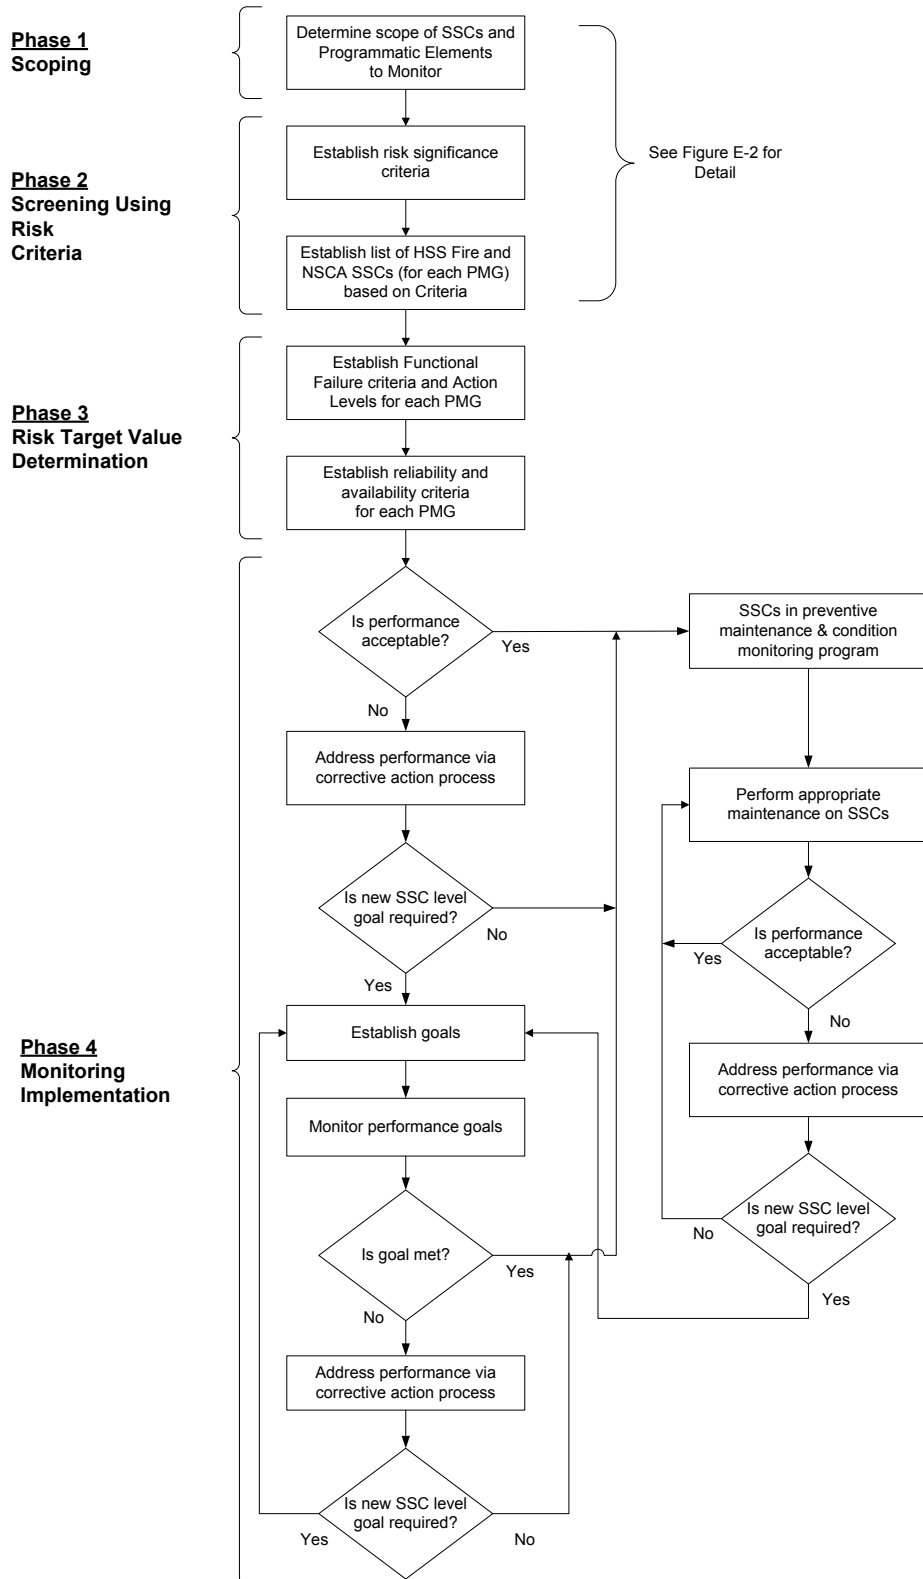 Phase 1
Scoping
Determine scope of SSCs and
Programmatic Elements
to Monitor
Phase 2
Screening Using
Risk
Criteria
Establish risk significance
criteria
See Figure E-2 for
Detail
Establish list of HSS Fire and
NSCA SSCs (for each PMG)
based on Criteria
Phase 3
Risk Target Value
Determination
Establish Functional
Failure criteria and Action
Levels for each PMG
Establish reliability and
availability criteria
for each PMG
Phase 4
Monitoring
Implementation
Is performance
acceptable?
Yes
No
Address performance via
corrective action process
Is new SSC level
goal required?
No
Yes
Establish goals
Monitor performance goals
Is goal met?
Yes
No
Address performance via
corrective action process
Is new SSC level
goal required?
Yes
No
SSCs in preventive
maintenance & condition
monitoring program
Perform appropriate
maintenance on SSCs
Is performance
acceptable?
Yes
No
Address performance via
corrective action process
Is new SSC level
goal required?
No
Yes